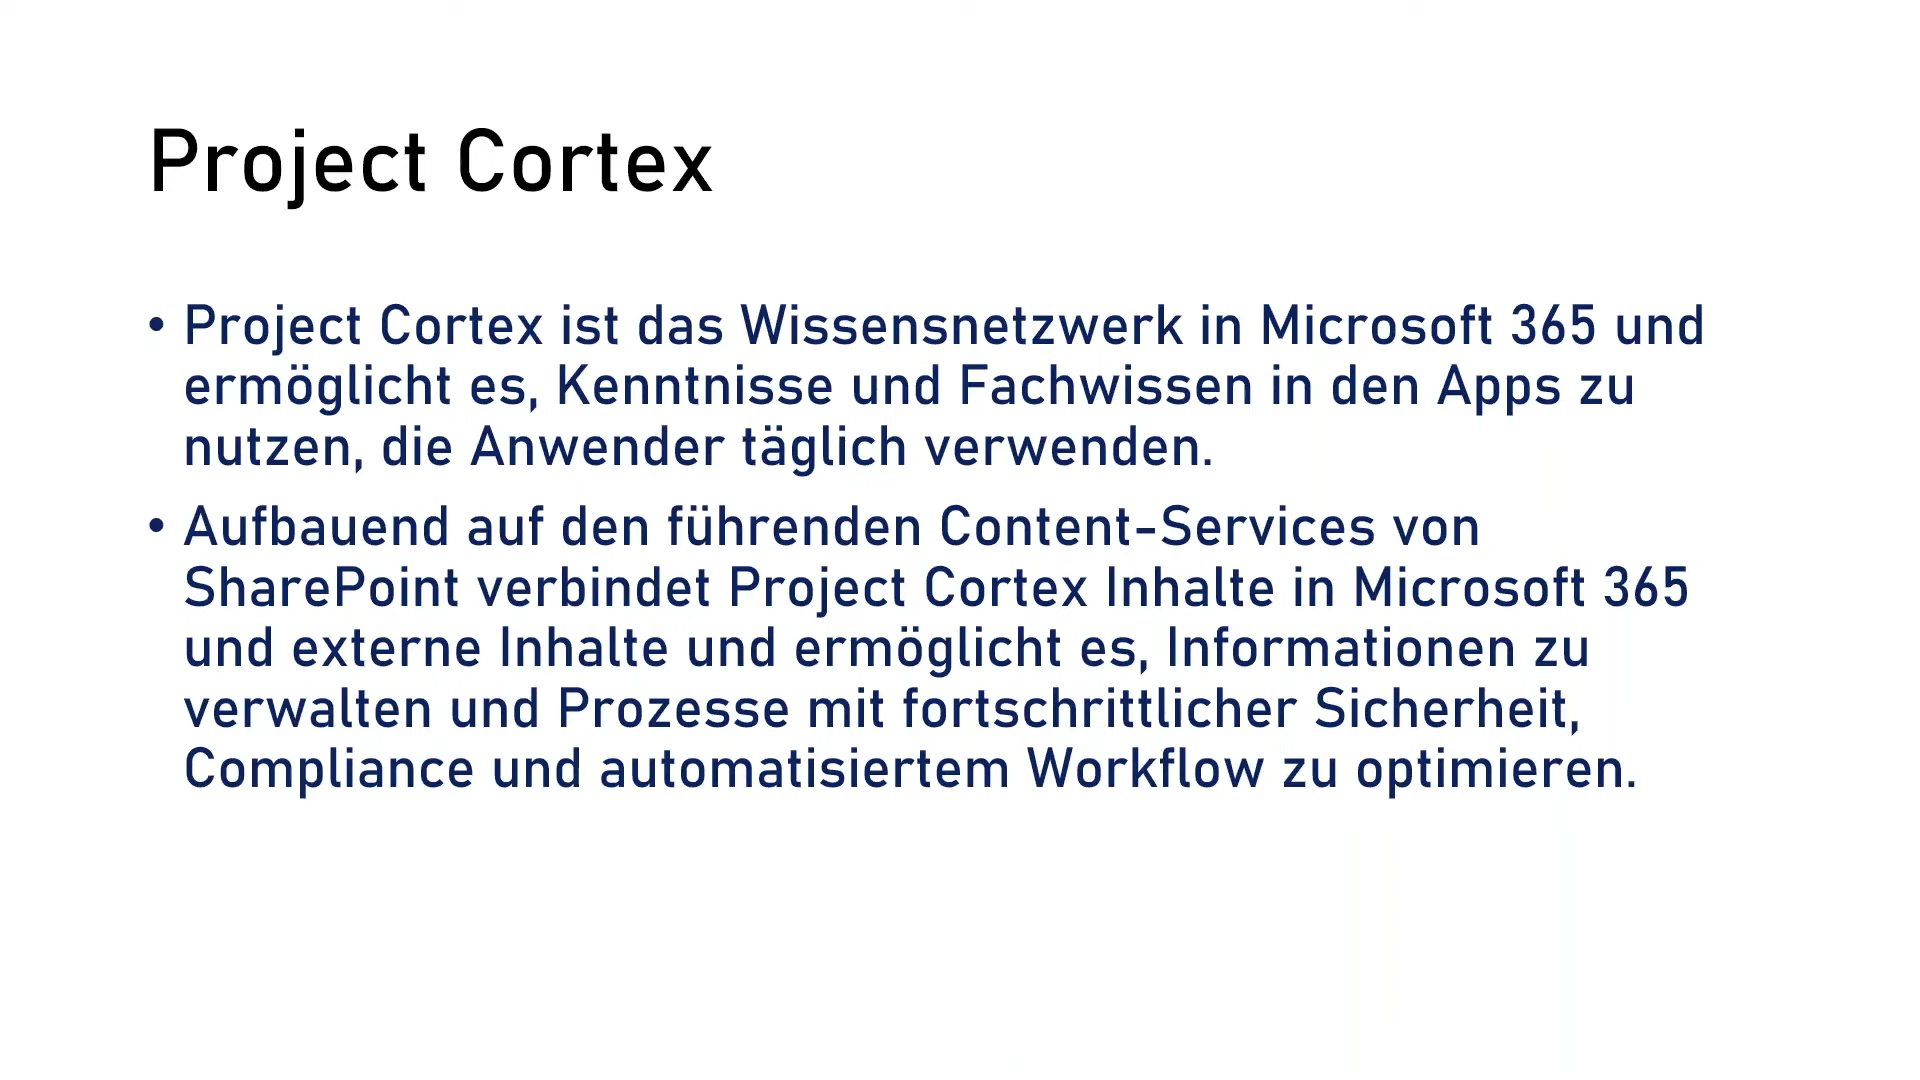 Project Cortex
• Project Cortex ist das Wissensnetzwerk in Microsoft 365 und
ermöglicht es, Kenntnisse und Fachwissen in den Apps zu
nutzen, die Anwender täglich verwenden.
• Aufbauend auf den führenden Content-Services von
SharePoint verbindet Project Cortex Inhalte in Microsoft 365
und externe Inhalte und ermöglicht es, Informationen zu
verwalten und Prozesse mit fortschrittlicher Sicherheit,
Compliance und automatisiertem Workflow zu optimieren.